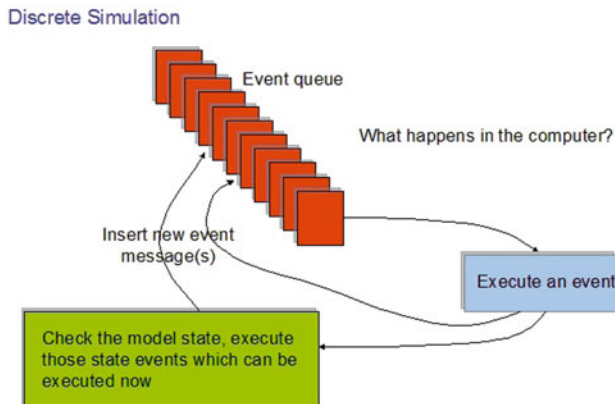 Discrete Simulation
Event queue
What happens in the computer?
Insert new event
message(s)
Execute an event
Check the model state, execute
those state events which can be
executed now